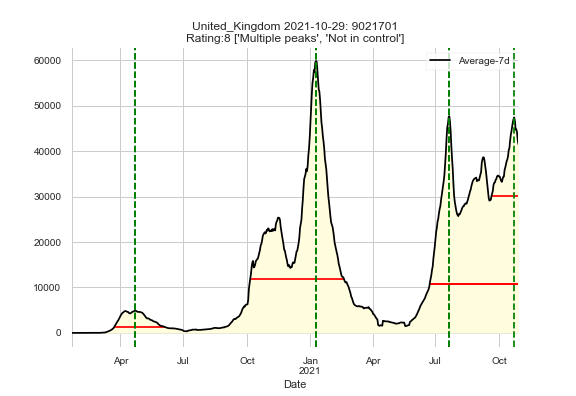 United_Kingdom 2021-10-29: 9021701
Rating:8 ['Multiple peaks', 'Not in control']
Average-7d
60000
50000
40000
30000
20000
10000
0
Apr Jul Oct Jan Apr Jul Oct
2021
Date